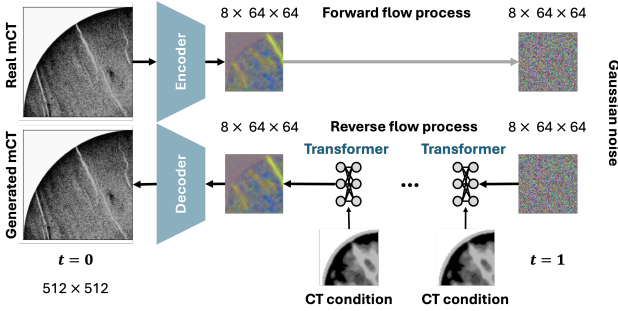 8 × 64 × 64
Forward flow process
8 × 64 × 64
Real mCT
Encoder
Gaussian noise
Reverse flow process
8 × 64 × 64
8 × 64 × 64
Transformer
Transformer
Generated mCT
Decoder
...
t = 0
t = 1
512 × 512
CT condition
CT condition